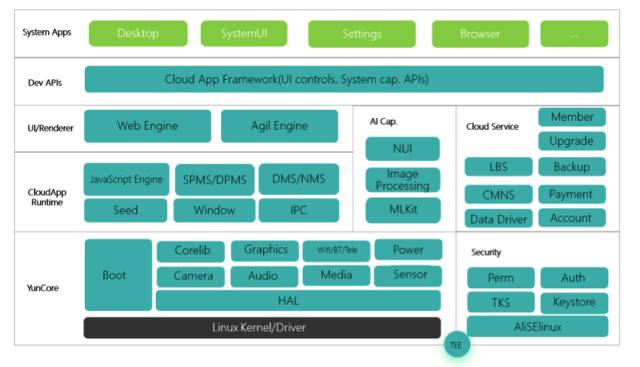 System Apps
Desktop
SystemUI
Settings
Browser
...
Dev APIs
Cloud App Framework(UI controls, System cap. APIs)
UI/Renderer
Web Engine
Agil Engine
CloudApp
Runtime
JavaScript Engine
SPMS/DPMS
DMS/NMS
Seed
Window
IPC
AI Cap.
NUI
Image
Processing
MLKit
Cloud Service
Member
Upgrade
LBS
Backup
CMNS
Payment
Data Driver
Account
YunCore
Boot
Corelib
Graphics
Wifi/BT/Tele
Power
Camera
Audio
Media
Sensor
HAL
Linux Kernel/Driver
Security
Perm
Auth
TKS
Keystore
AliSElinux
TEE